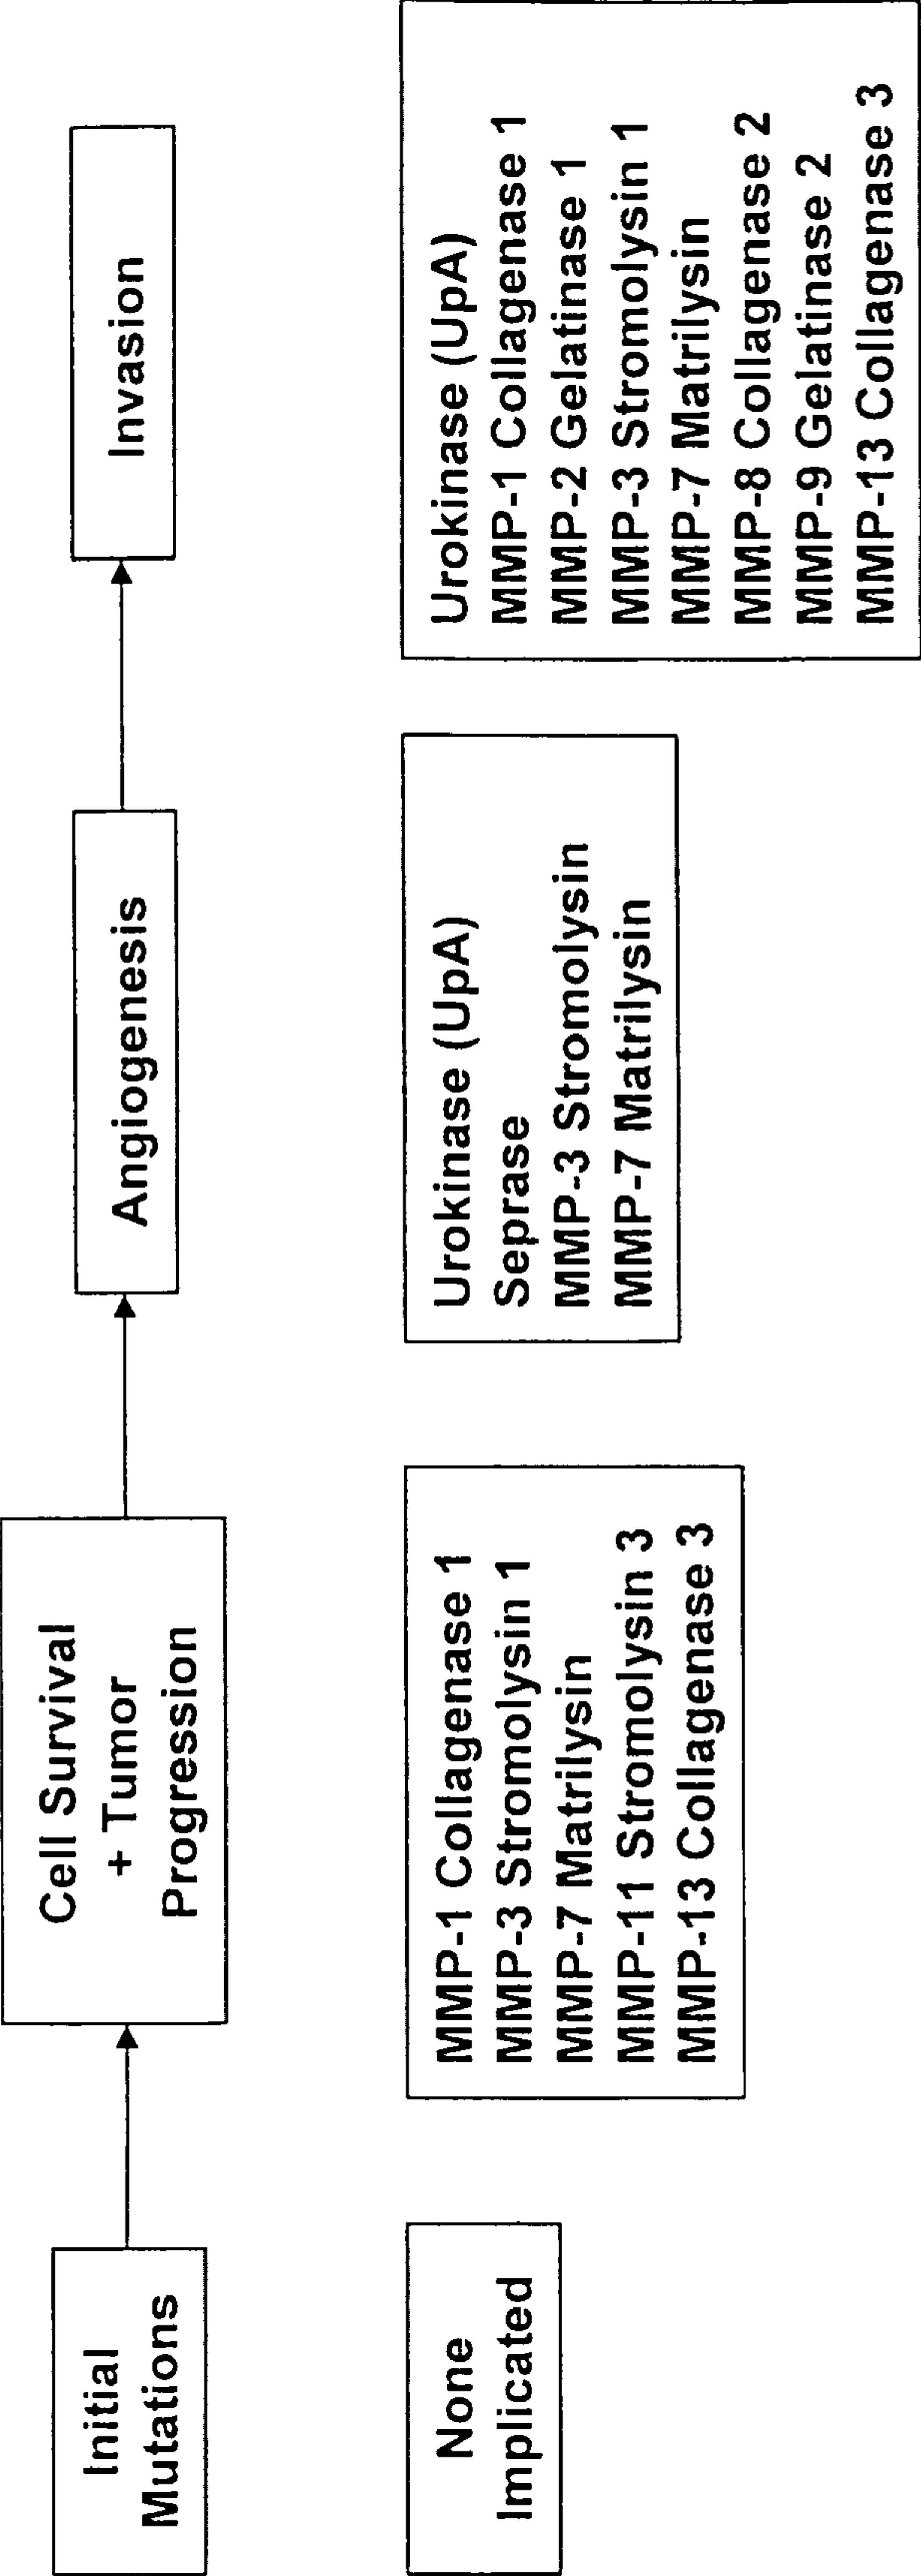 Initial
Mutations
Cell Survival
+ Tumor
Progression
Angiogenesis
Invasion
None
Implicated
MMP-1 Collagenase 1
MMP-3 Stromolysin 1
MMP-7 Matrilysin
MMP-11 Stromolysin 3
MMP-13 Collagenase 3
Urokinase (UpA)
Seprase
MMP-3 Stromolysin
MMP-7 Matrilysin
Urokinase (UpA)
MMP-1 Collagenase 1
MMP-2 Gelatinase 1
MMP-3 Stromolysin 1
MMP-7 Matrilysin
MMP-8 Collagenase 2
MMP-9 Gelatinase 2
MMP-13 Collagenase 3